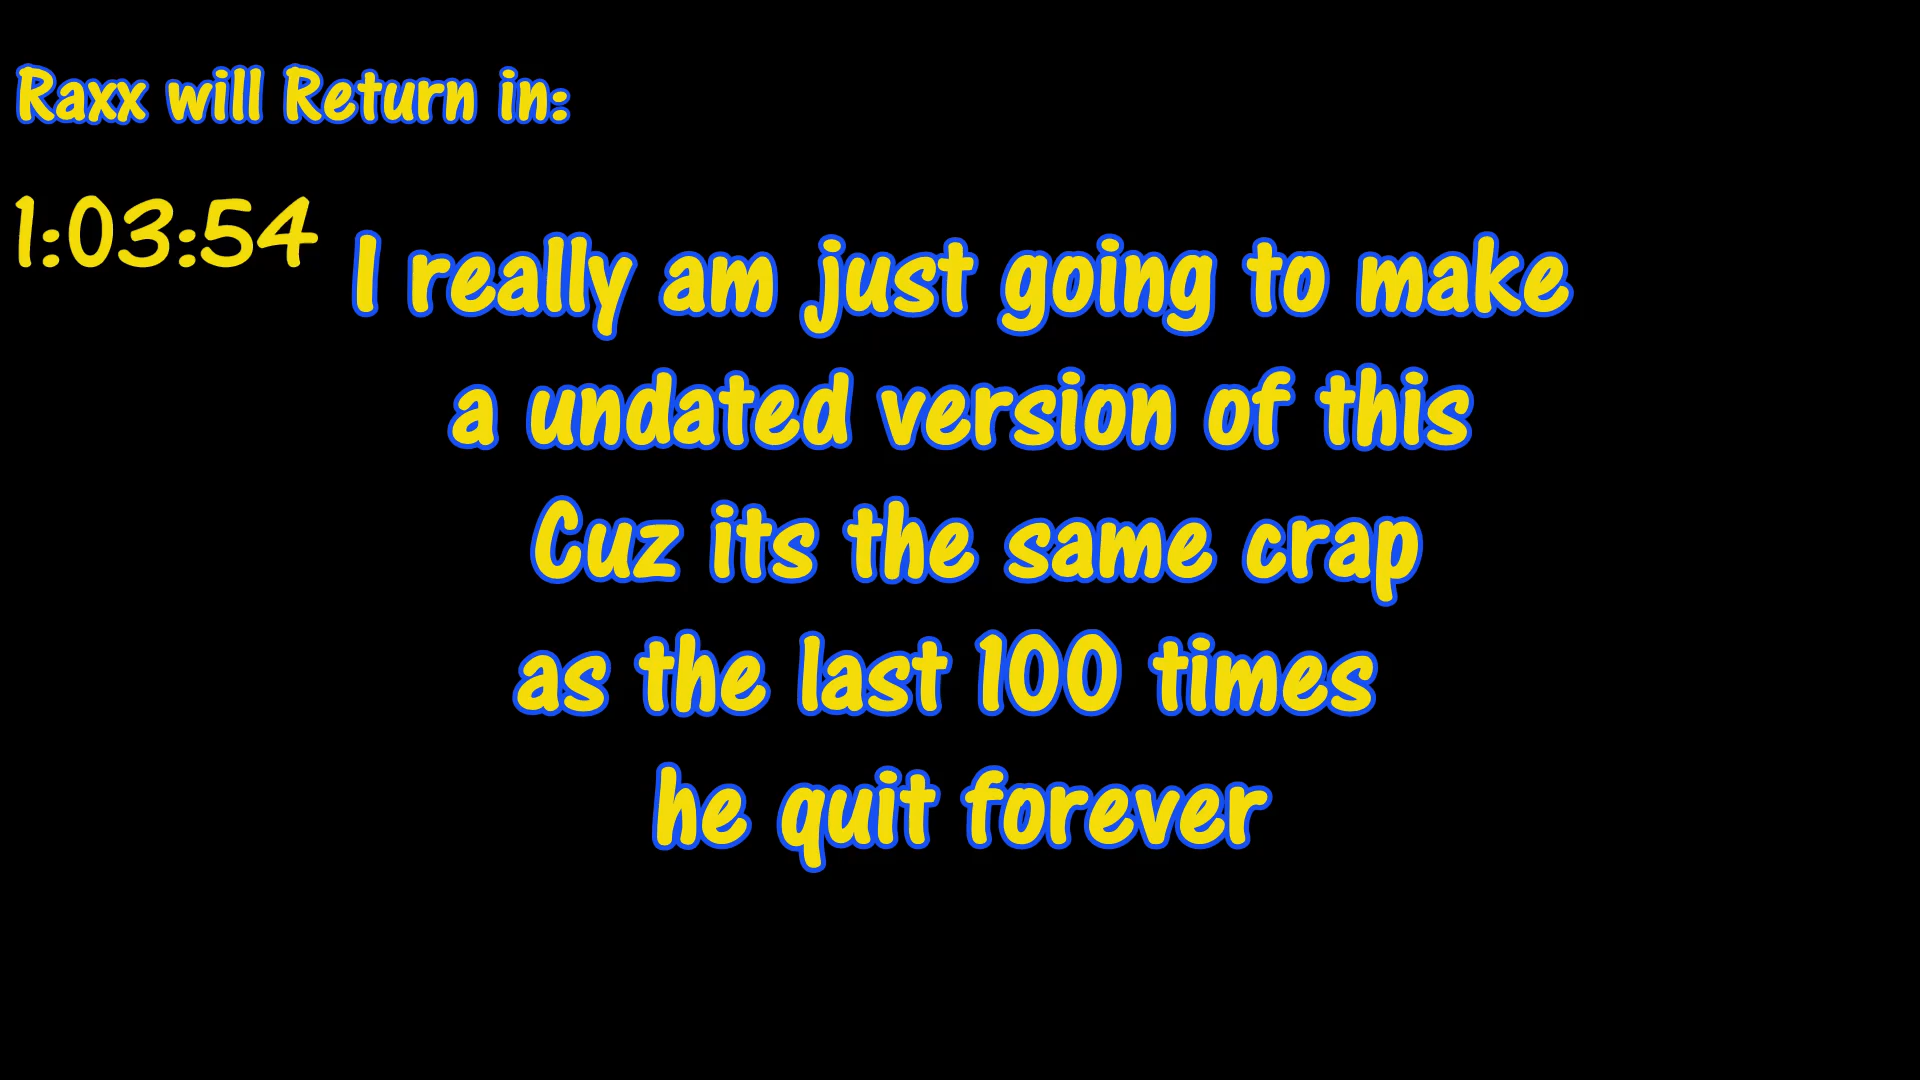 Raxx will Return in:
1:03:54
I really am just going to make
a undated version of this
Cuz its the same crap
as the last 100 times
he quit forever